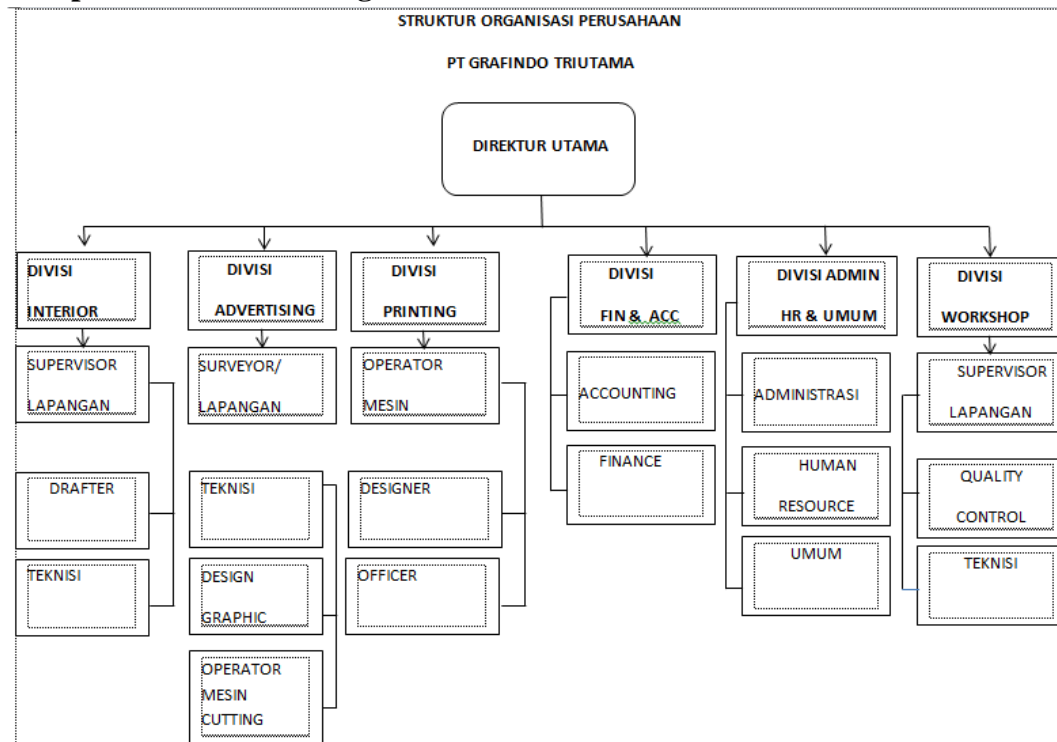 STRUKTUR ORGANISASI PERUSAHAAN
PT GRAFINDO TRIUTAMA
DIREKTUR UTAMA
DIVISI
INTERIOR
DIVISI
ADVERTISING
DIVISI
PRINTING
DIVISI
FIN & ACC
DIVISI ADMIN
HR & UMUM
DIVISI
WORKSHOP
SUPERVISOR
LAPANGAN
SURVEYOR/
LAPANGAN
OPERATOR
MESIN
ACCOUNTING
ADMINISTRASI
SUPERVISOR
LAPANGAN
DRAFTER
TEKNISI
DESIGNER
FINANCE
HUMAN
RESOURCE
QUALITY
CONTROL
TEKNISI
DESIGN
GRAPHIC
OFFICER
UMUM
TEKNISI
OPERATOR
MESIN
CUTTING